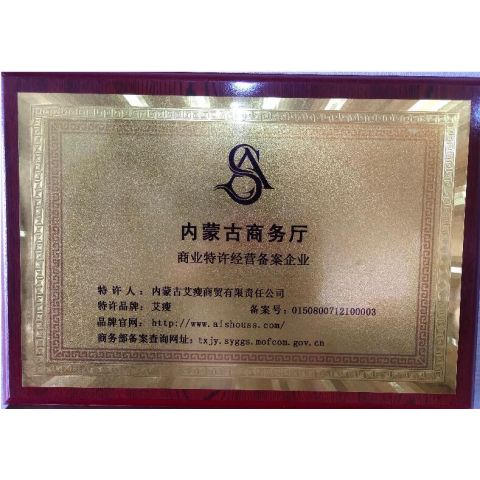 SA
内蒙古商务厅
商业特许经营备案企业
特许人：内蒙古艾瘦商贸有限责任公司
特许品牌：艾瘦 备案号：0150800712100003
品牌官网：http://www.aishouss.com/
商务部备案查询网址：txjy.syggs.mofcom.gov.cn